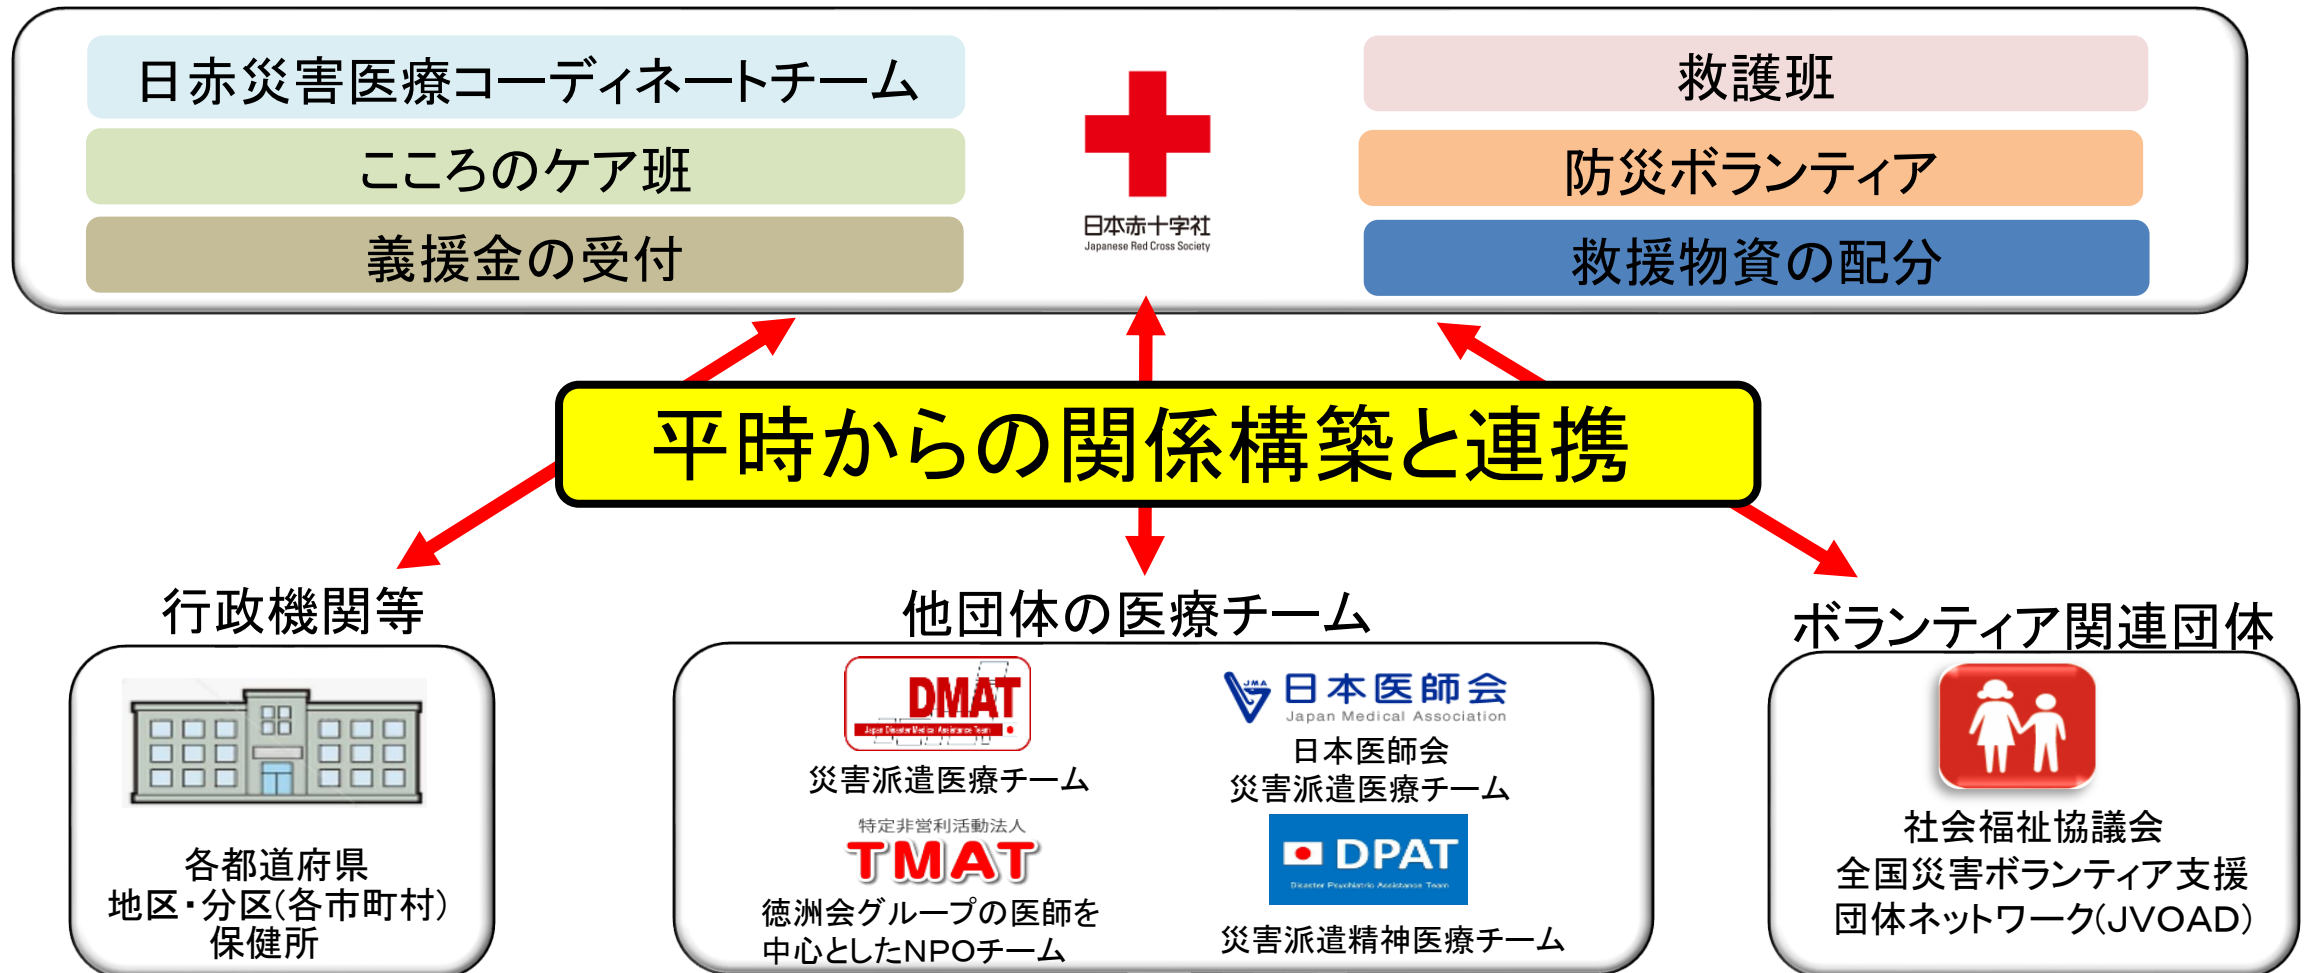 日赤災害医療コーディネートチーム
こころのケア班
義援金の受付
日本赤十字社
Japanese Red Cross Society
救護班
防災ボランティア
救援物資の配分
平時からの関係構築と連携
行政機関等
各都道府県
地区・分区(各市町村)
保健所
他団体の医療チーム
DMAT
Japan Disaster Medical Assistance Team
災害派遣医療チーム
JMA
日本医師会
Japan Medical Association
日本医師会
災害派遣医療チーム
特定非営利活動法人
TMAT
徳洲会グループの医師を
中心としたNPOチーム
DPAT
Disaster Psychiatric Assistance Team
災害派遣精神医療チーム
ボランティア関連団体
社会福祉協議会
全国災害ボランティア支援
団体ネットワーク(JVOAD)